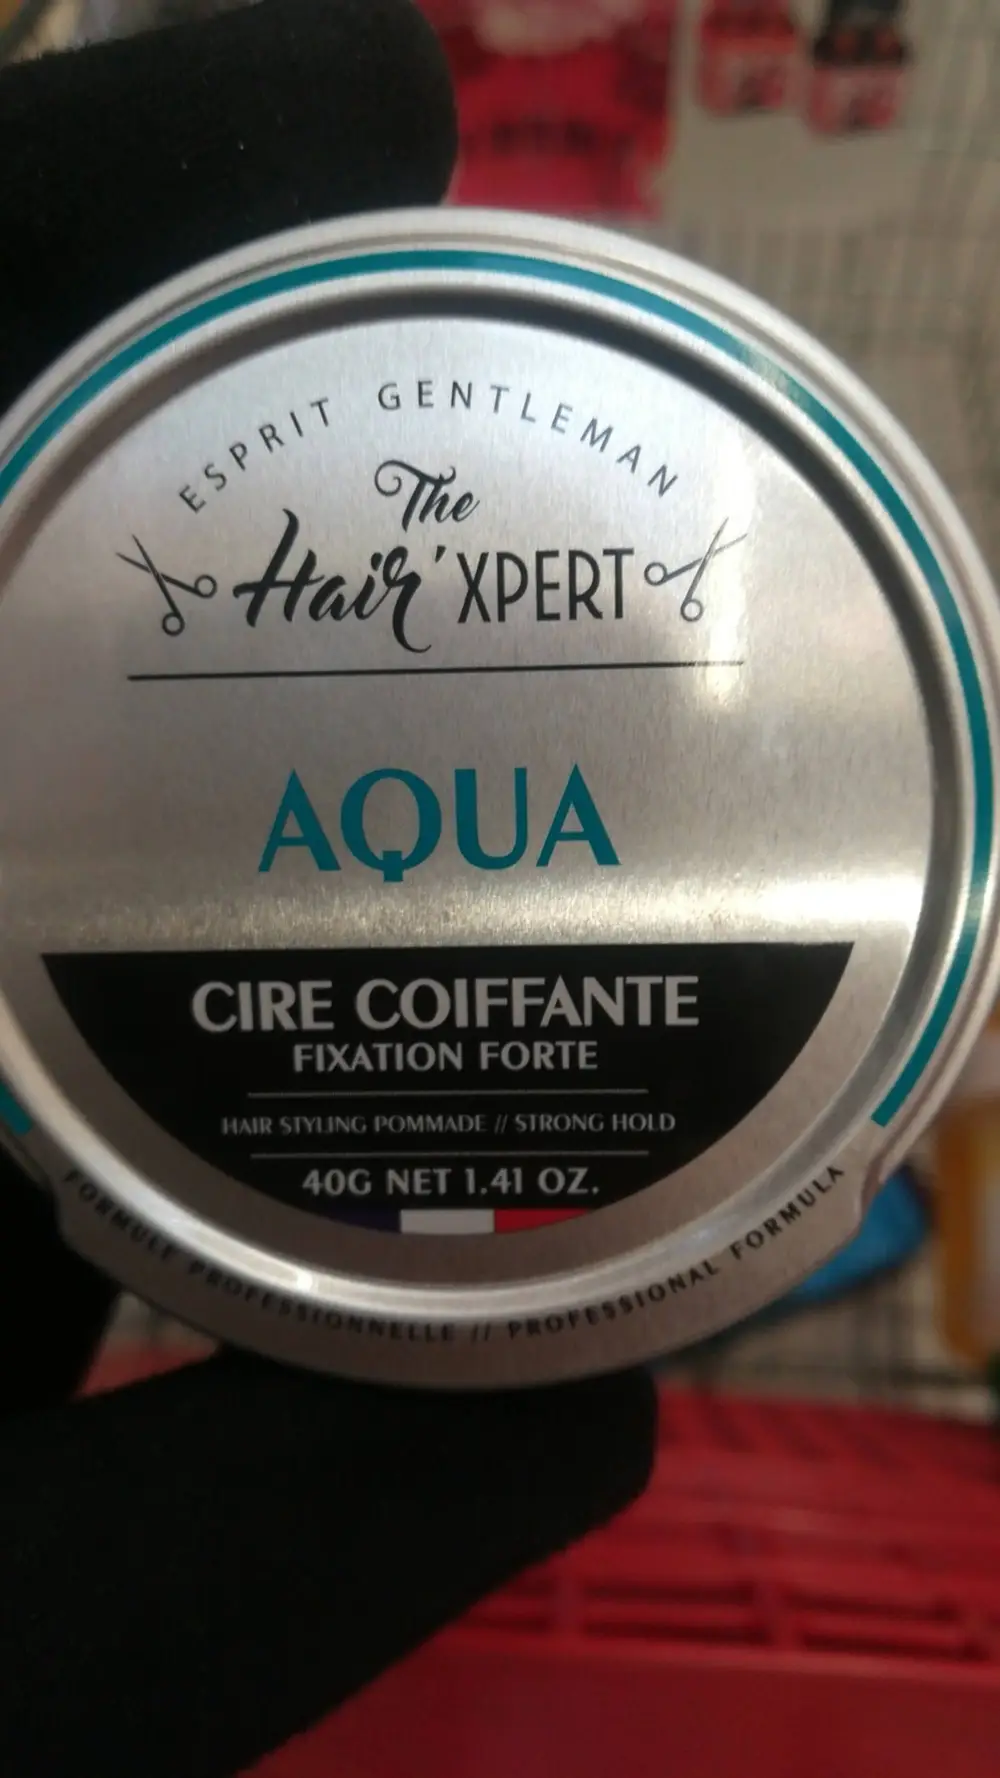 ESPRIT GENTLEMAN
The
Hair'XPERT
AQUA
CIRE COIFFANTE
FIXATION FORTE
HAIR STYLING POMMADE // STRONG HOLD
40G NET 1.41 OZ.
FORMULE PROFESSIONNELLE // PROFESSIONAL FORMULA